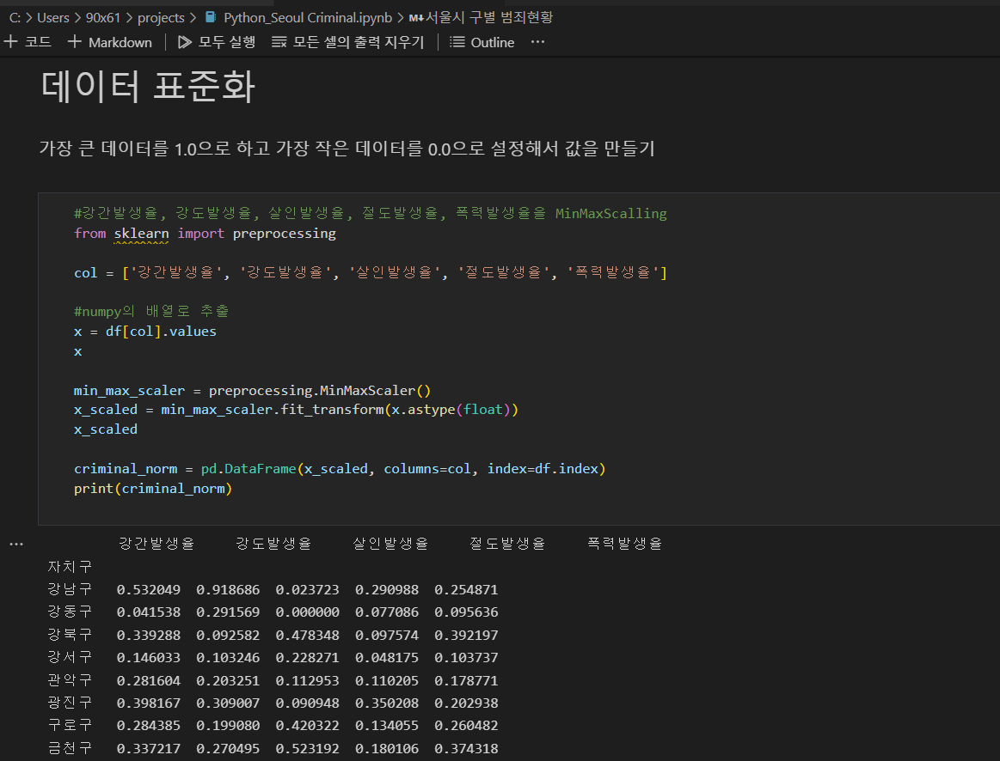 C: > Users > 90x61 > projects > Python_Seoul Criminal.ipynb > M↓서울시 구별 범죄현황
+ 코드 + Markdown | 모두 실행 모든 셀의 출력 지우기 | Outline ...
데이터 표준화
가장 큰 데이터를 1.0으로 하고 가장 작은 데이터를 0.0으로 설정해서 값을 만들기
#강간발생율, 강도발생율, 살인발생율, 절도발생율, 폭력발생율을 MinMaxScalling
from sklearn import preprocessing
col = ['강간발생율', '강도발생율', '살인발생율', '절도발생율', '폭력발생율']
#numpy의 배열로 추출
x = df[col].values
x
min_max_scaler = preprocessing.MinMaxScaler()
x_scaled = min_max_scaler.fit_transform(x.astype(float))
x_scaled
criminal_norm = pd.DataFrame(x_scaled, columns=col, index=df.index)
print(criminal_norm)
... 강간발생율 강도발생율 살인발생율 절도발생율 폭력발생율
자치구
강남구 0.532049 0.918686 0.023723 0.290988 0.254871
강동구 0.041538 0.291569 0.000000 0.077086 0.095636
강북구 0.339288 0.092582 0.478348 0.097574 0.392197
강서구 0.146033 0.103246 0.228271 0.048175 0.103737
관악구 0.281604 0.203251 0.112953 0.110205 0.178771
광진구 0.398167 0.309007 0.090948 0.350208 0.202938
구로구 0.284385 0.199080 0.420322 0.134055 0.260482
금천구 0.337217 0.270495 0.523192 0.180106 0.374318